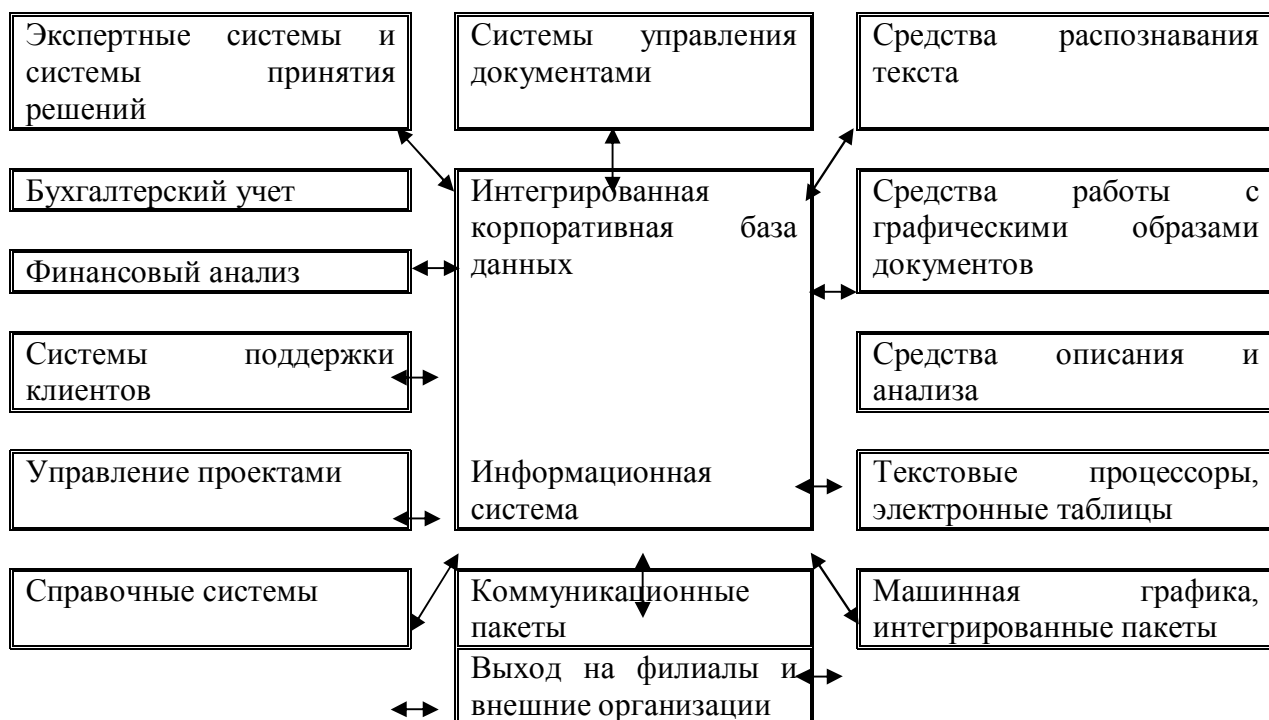 Экспертные системы и
системы принятия
решений
Системы управления
документами
Средства распознавания
текста
Бухгалтерский учет
Интегрированная
корпоративная база
данных
Средства работы с
графическими образами
документов
Финансовый анализ
Системы поддержки
клиентов
Средства описания и
анализа
Управление проектами
Информационная
система
Текстовые процессоры,
электронные таблицы
Справочные системы
Коммуникационные
пакеты
Машинная графика,
интегрированные пакеты
Выход на филиалы и
внешние организации